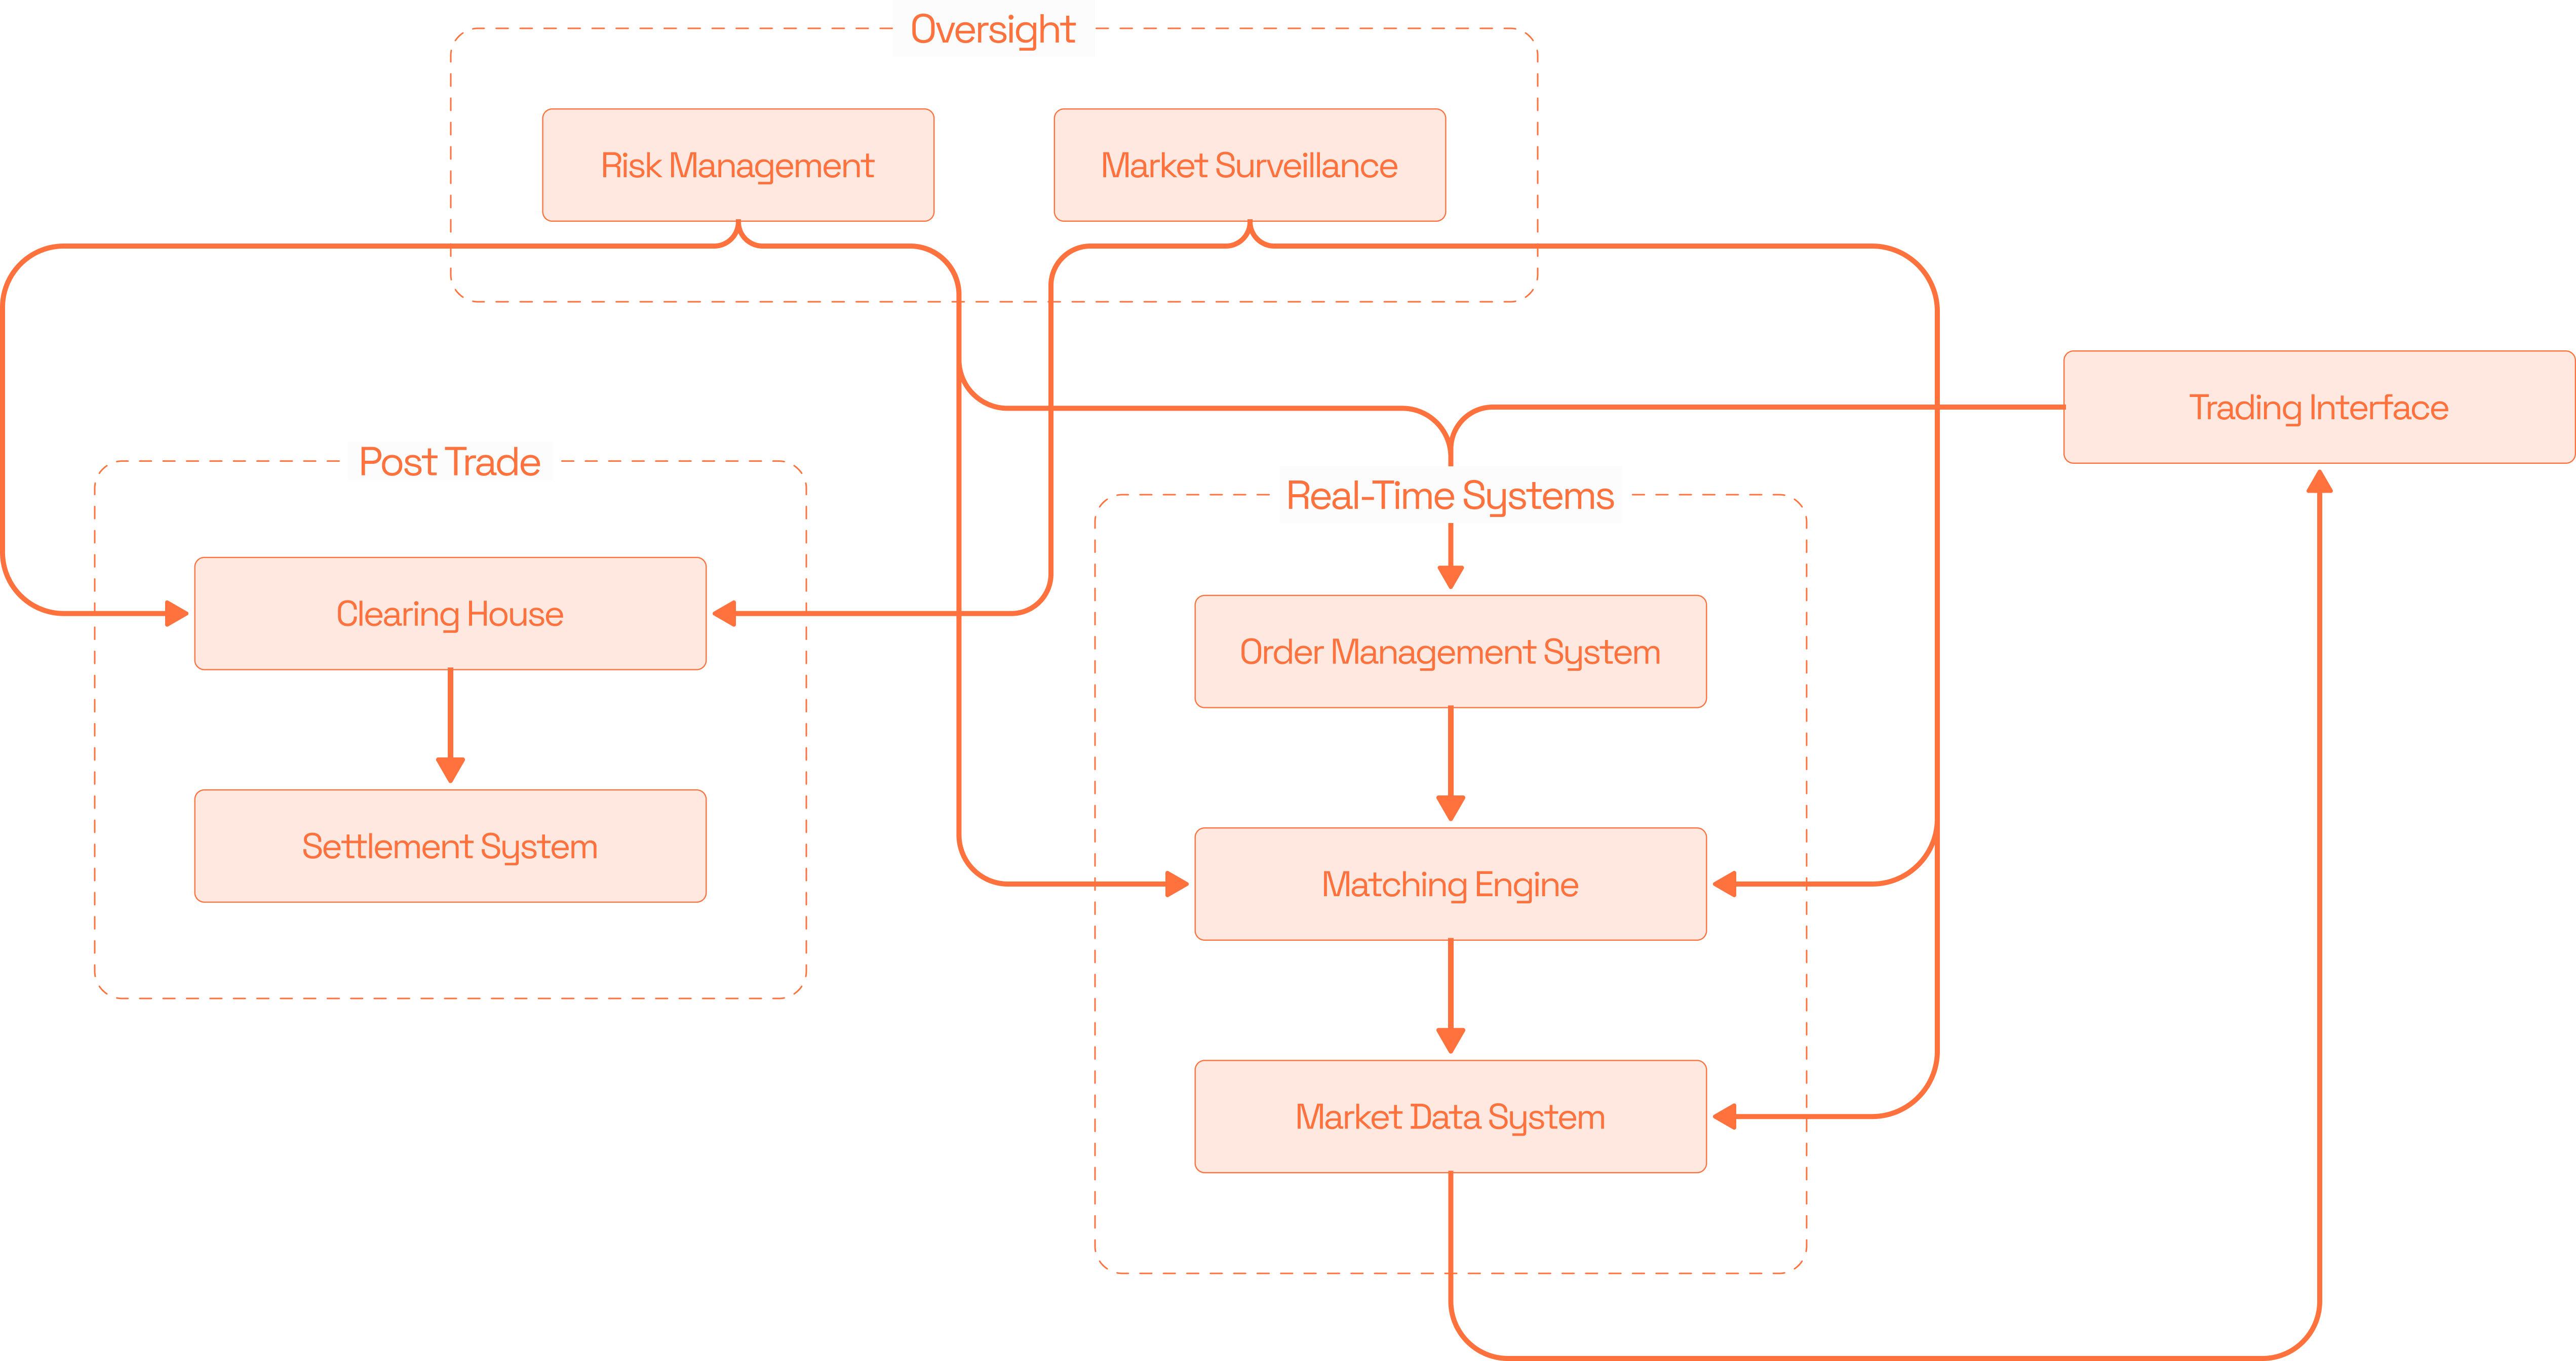 Oversight
Risk Management
Market Surveillance
Trading Interface
Post Trade
Real-Time Systems
Clearing House
Order Management System
Settlement System
Matching Engine
Market Data System